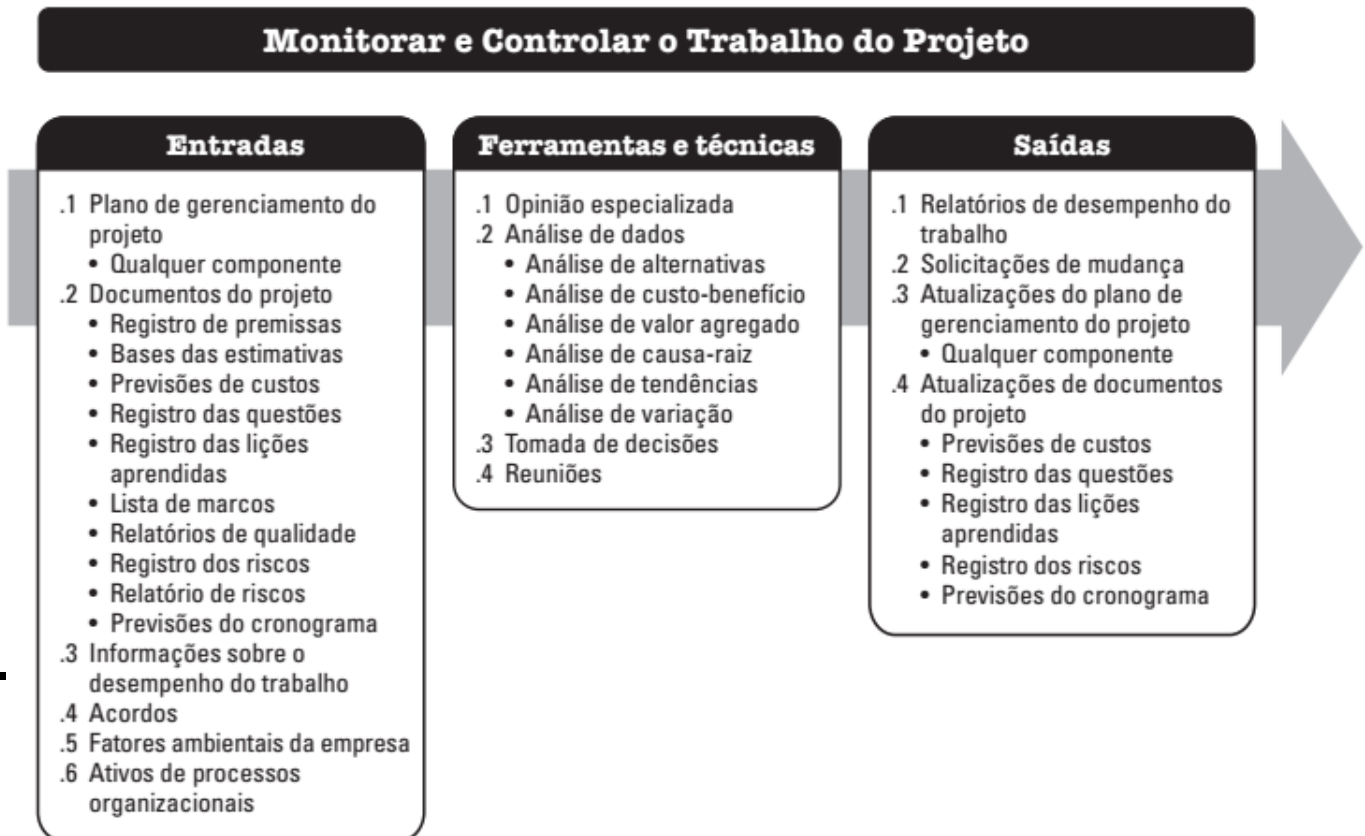 Monitorar e Controlar o Trabalho do Projeto
Entradas
.1 Plano de gerenciamento do
projeto
• Qualquer componente
.2 Documentos do projeto
• Registro de premissas
• Bases das estimativas
• Previsões de custos
• Registro das questões
• Registro das lições
aprendidas
• Lista de marcos
• Relatórios de qualidade
• Registro dos riscos
• Relatório de riscos
• Previsões do cronograma
.3 Informações sobre o
desempenho do trabalho
.4 Acordos
.5 Fatores ambientais da empresa
.6 Ativos de processos
organizacionais
Ferramentas e técnicas
.1 Opinião especializada
.2 Análise de dados
• Análise de alternativas
• Análise de custo-benefício
• Análise de valor agregado
• Análise de causa-raiz
• Análise de tendências
• Análise de variação
.3 Tomada de decisões
.4 Reuniões
Saídas
.1 Relatórios de desempenho do
trabalho
.2 Solicitações de mudança
.3 Atualizações do plano de
gerenciamento do projeto
• Qualquer componente
.4 Atualizações de documentos
do projeto
• Previsões de custos
• Registro das questões
• Registro das lições
aprendidas
• Registro dos riscos
• Previsões do cronograma